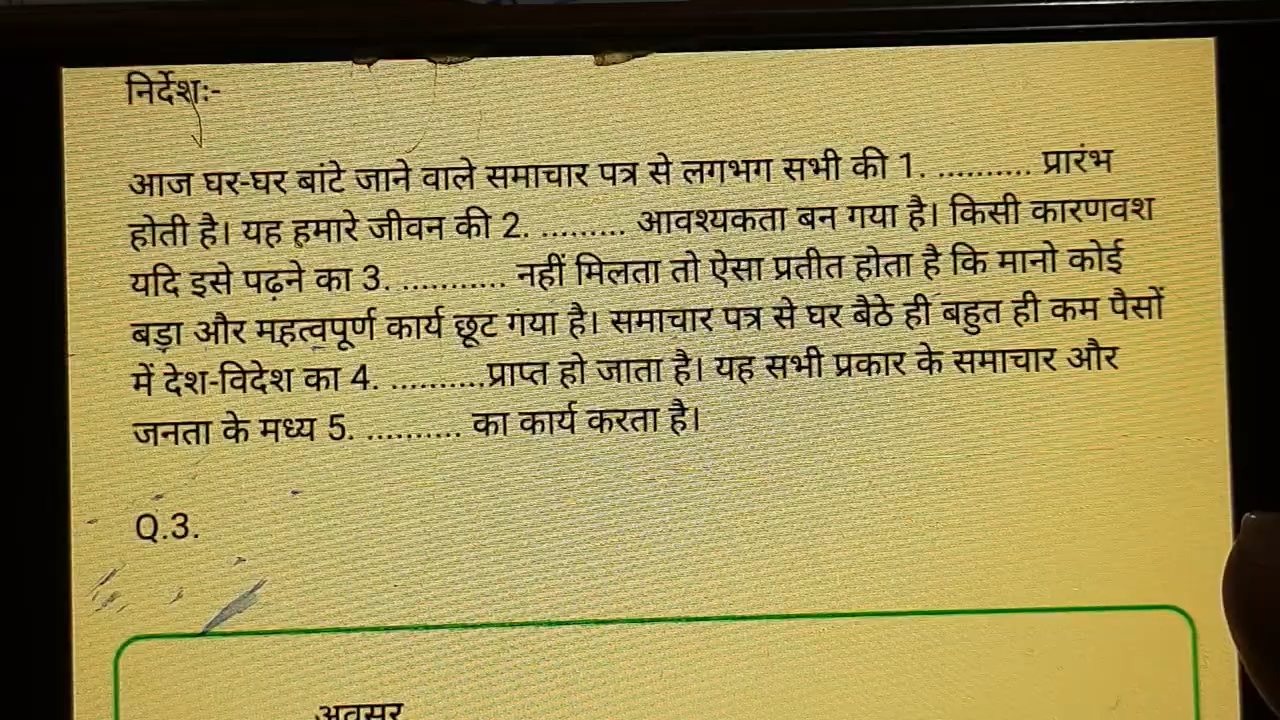 निर्देशः-
आज घर-घर बांटे जाने वाले समाचार पत्र से लगभग सभी की 1. .......... प्रारंभ
होती है। यह हमारे जीवन की 2. ......... आवश्यकता बन गया है। किसी कारणवश
यदि इसे पढ़ने का 3. ........... नहीं मिलता तो ऐसा प्रतीत होता है कि मानो कोई
बड़ा और महत्वपूर्ण कार्य छूट गया है। समाचार पत्र से घर बैठे ही बहुत ही कम पैसों
में देश-विदेश का 4. ..........प्राप्त हो जाता है। यह सभी प्रकार के समाचार और
जनता के मध्य 5. .......... का कार्य करता है।
Q.3.
अवसर